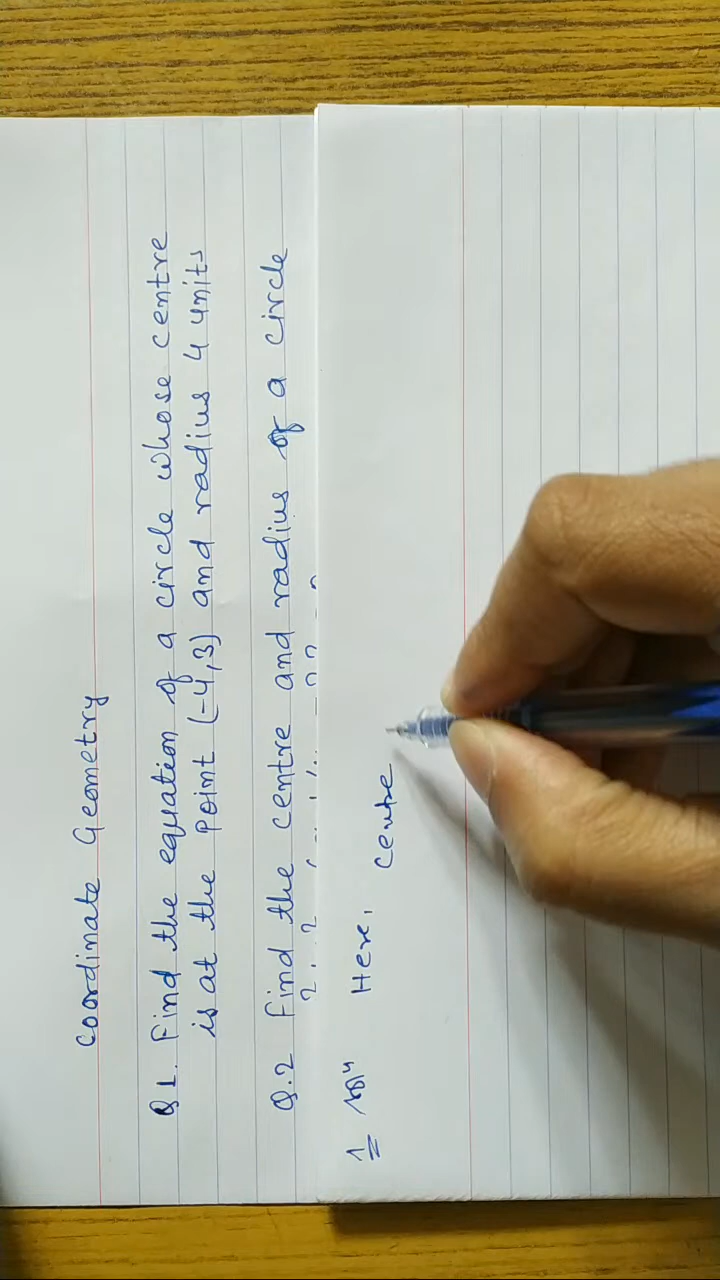 Coordinate Geometry
Q1. Find the equation of a circle whose centre
is at the point (-4,3) and radius 4 units
Q.2 Find the centre and radius of a circle
1 soln Here, centre